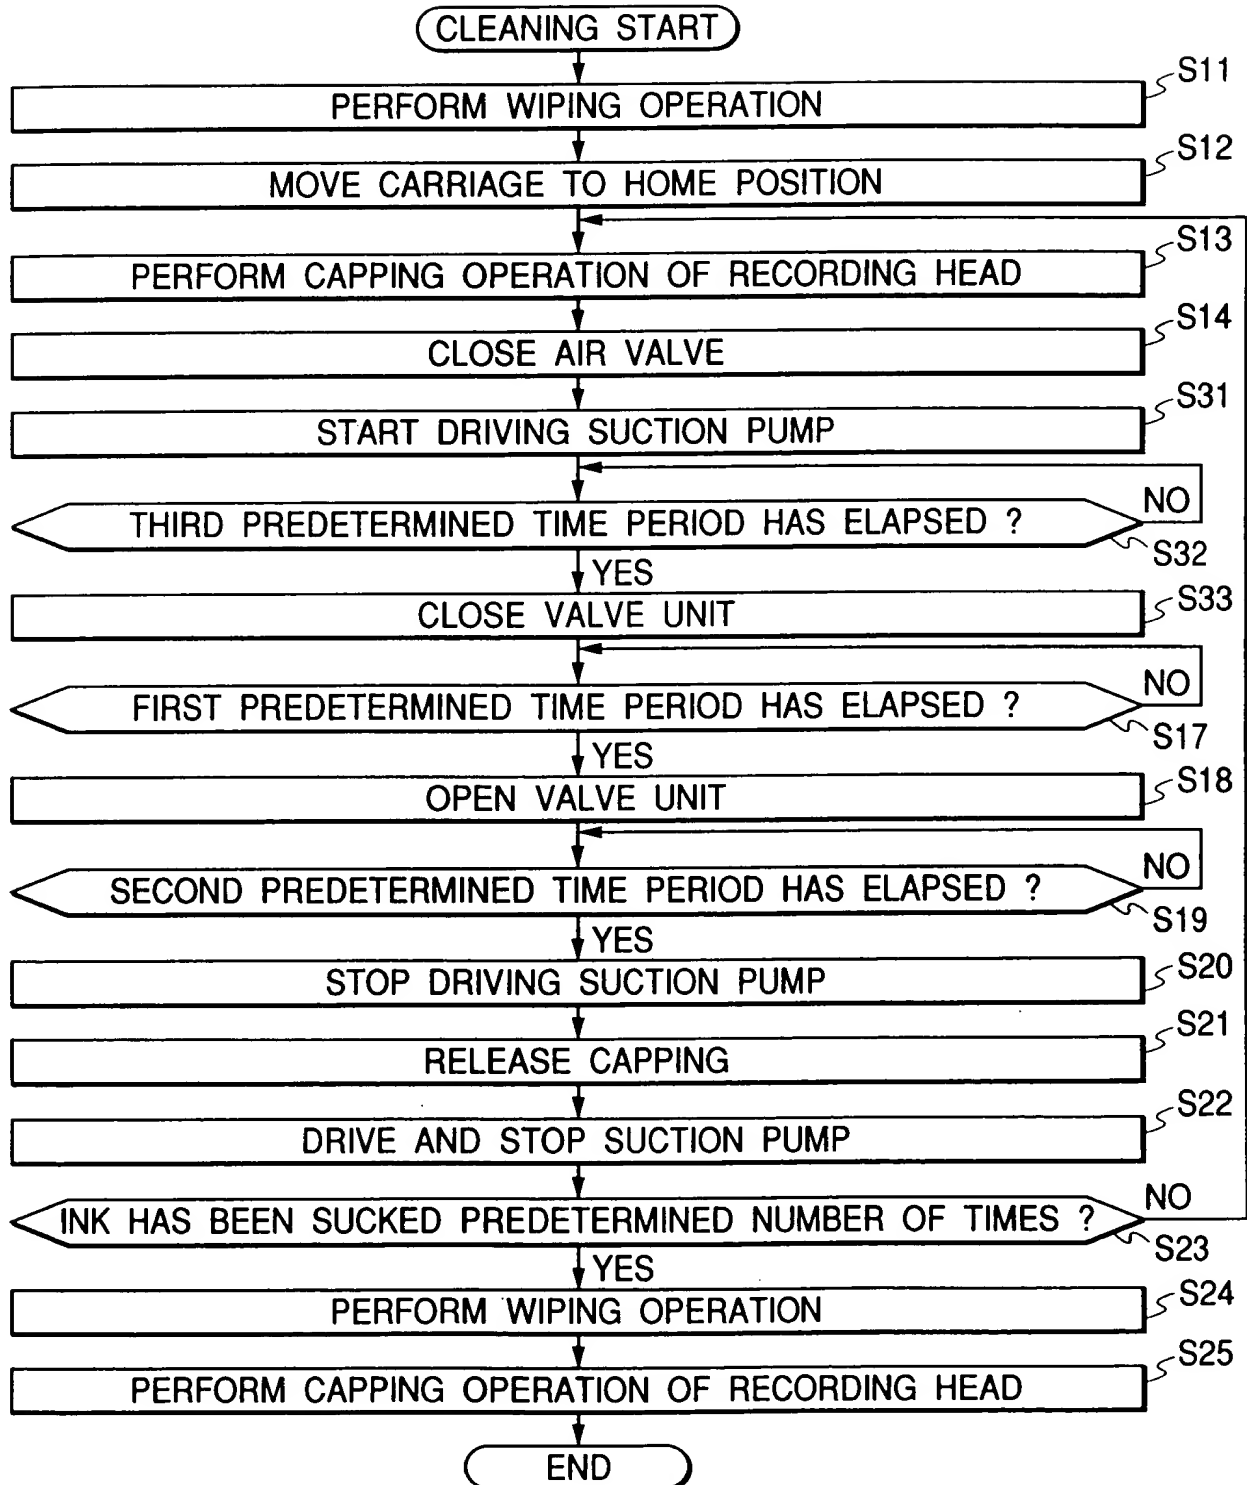 CLEANING START
S11
PERFORM WIPING OPERATION
S12
MOVE CARRIAGE TO HOME POSITION
S13
PERFORM CAPPING OPERATION OF RECORDING HEAD
S14
CLOSE AIR VALVE
S31
START DRIVING SUCTION PUMP
NO
THIRD PREDETERMINED TIME PERIOD HAS ELAPSED ?
S32
YES
S33
CLOSE VALVE UNIT
NO
FIRST PREDETERMINED TIME PERIOD HAS ELAPSED ?
S17
YES
S18
OPEN VALVE UNIT
NO
SECOND PREDETERMINED TIME PERIOD HAS ELAPSED ?
S19
YES
S20
STOP DRIVING SUCTION PUMP
S21
RELEASE CAPPING
S22
DRIVE AND STOP SUCTION PUMP
NO
INK HAS BEEN SUCKED PREDETERMINED NUMBER OF TIMES ?
S23
YES
S24
PERFORM WIPING OPERATION
S25
PERFORM CAPPING OPERATION OF RECORDING HEAD
END